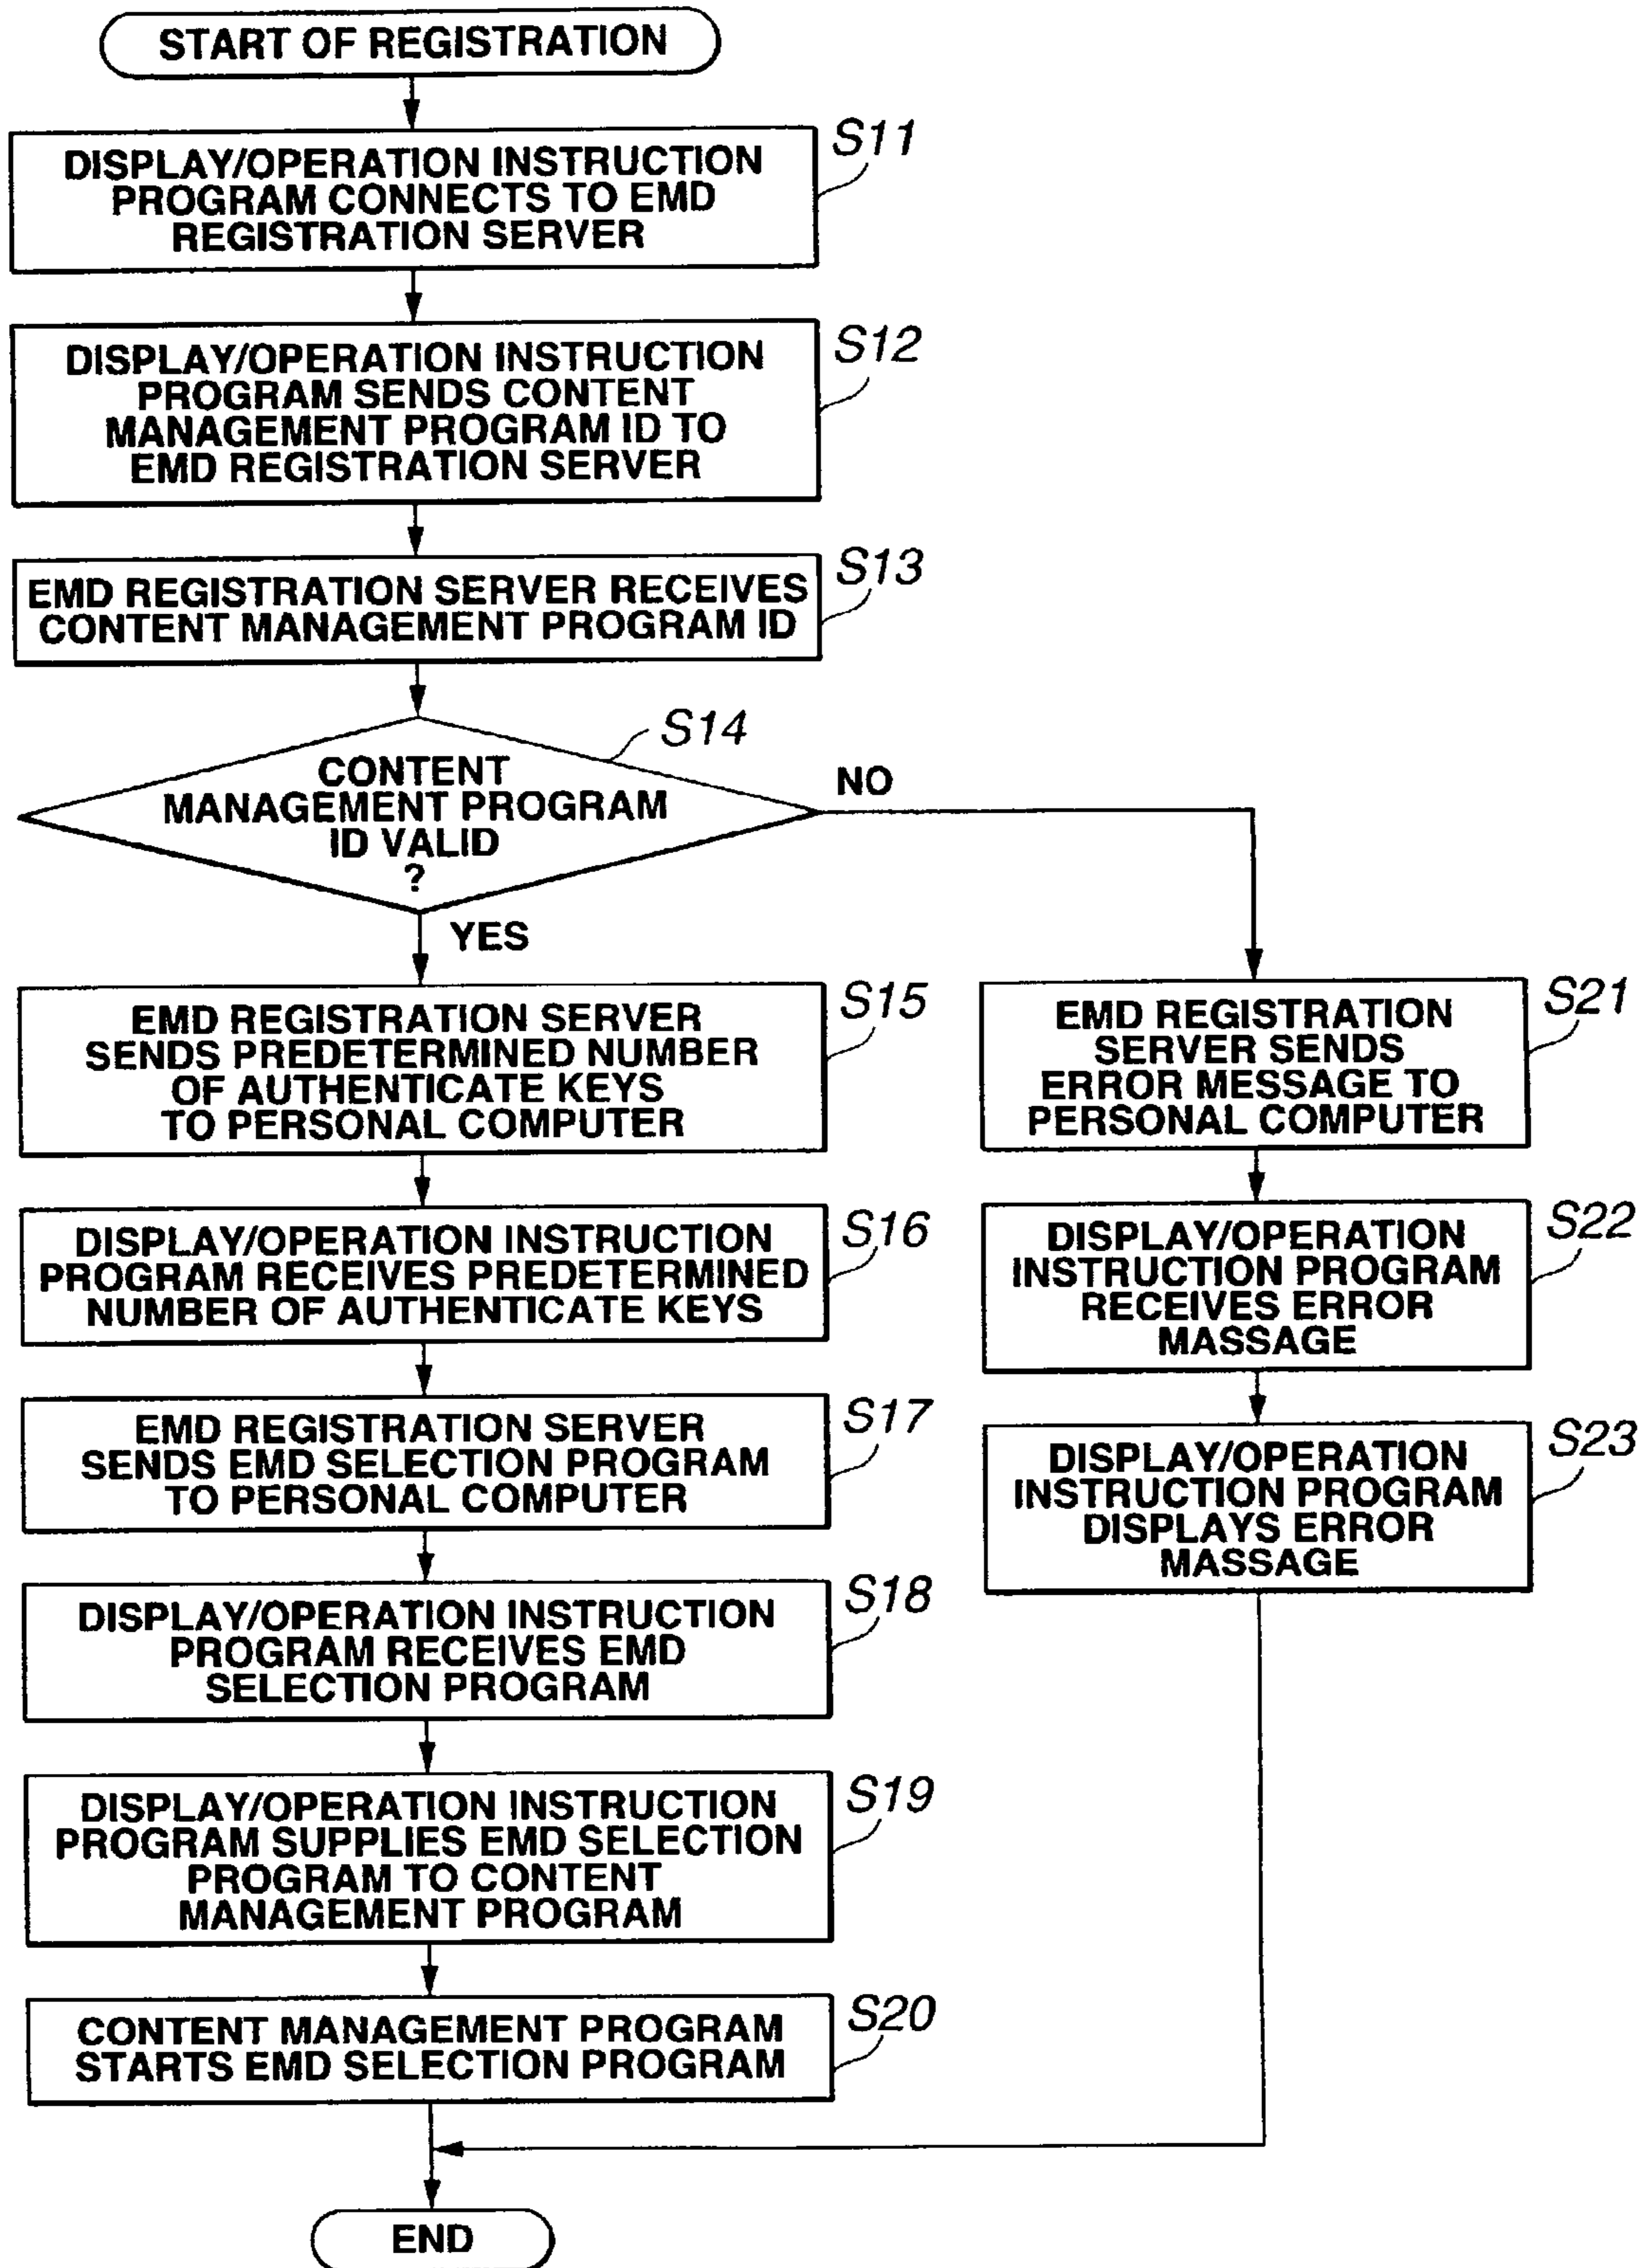 START OF REGISTRATION
S11
DISPLAY/OPERATION INSTRUCTION
PROGRAM CONNECTS TO EMD
REGISTRATION SERVER
S12
DISPLAY/OPERATION INSTRUCTION
PROGRAM SENDS CONTENT
MANAGEMENT PROGRAM ID TO
EMD REGISTRATION SERVER
S13
EMD REGISTRATION SERVER RECEIVES
CONTENT MANAGEMENT PROGRAM ID
S14
CONTENT
MANAGEMENT PROGRAM
ID VALID
?
NO
YES
S15
EMD REGISTRATION SERVER
SENDS PREDETERMINED NUMBER
OF AUTHENTICATE KEYS
TO PERSONAL COMPUTER
S16
DISPLAY/OPERATION INSTRUCTION
PROGRAM RECEIVES PREDETERMINED
NUMBER OF AUTHENTICATE KEYS
S17
EMD REGISTRATION SERVER
SENDS EMD SELECTION PROGRAM
TO PERSONAL COMPUTER
S18
DISPLAY/OPERATION INSTRUCTION
PROGRAM RECEIVES EMD
SELECTION PROGRAM
S19
DISPLAY/OPERATION INSTRUCTION
PROGRAM SUPPLIES EMD SELECTION
PROGRAM TO CONTENT
MANAGEMENT PROGRAM
S20
CONTENT MANAGEMENT PROGRAM
STARTS EMD SELECTION PROGRAM
S21
EMD REGISTRATION
SERVER SENDS
ERROR MESSAGE TO
PERSONAL COMPUTER
S22
DISPLAY/OPERATION
INSTRUCTION PROGRAM
RECEIVES ERROR
MASSAGE
S23
DISPLAY/OPERATION
INSTRUCTION PROGRAM
DISPLAYS ERROR
MASSAGE
END